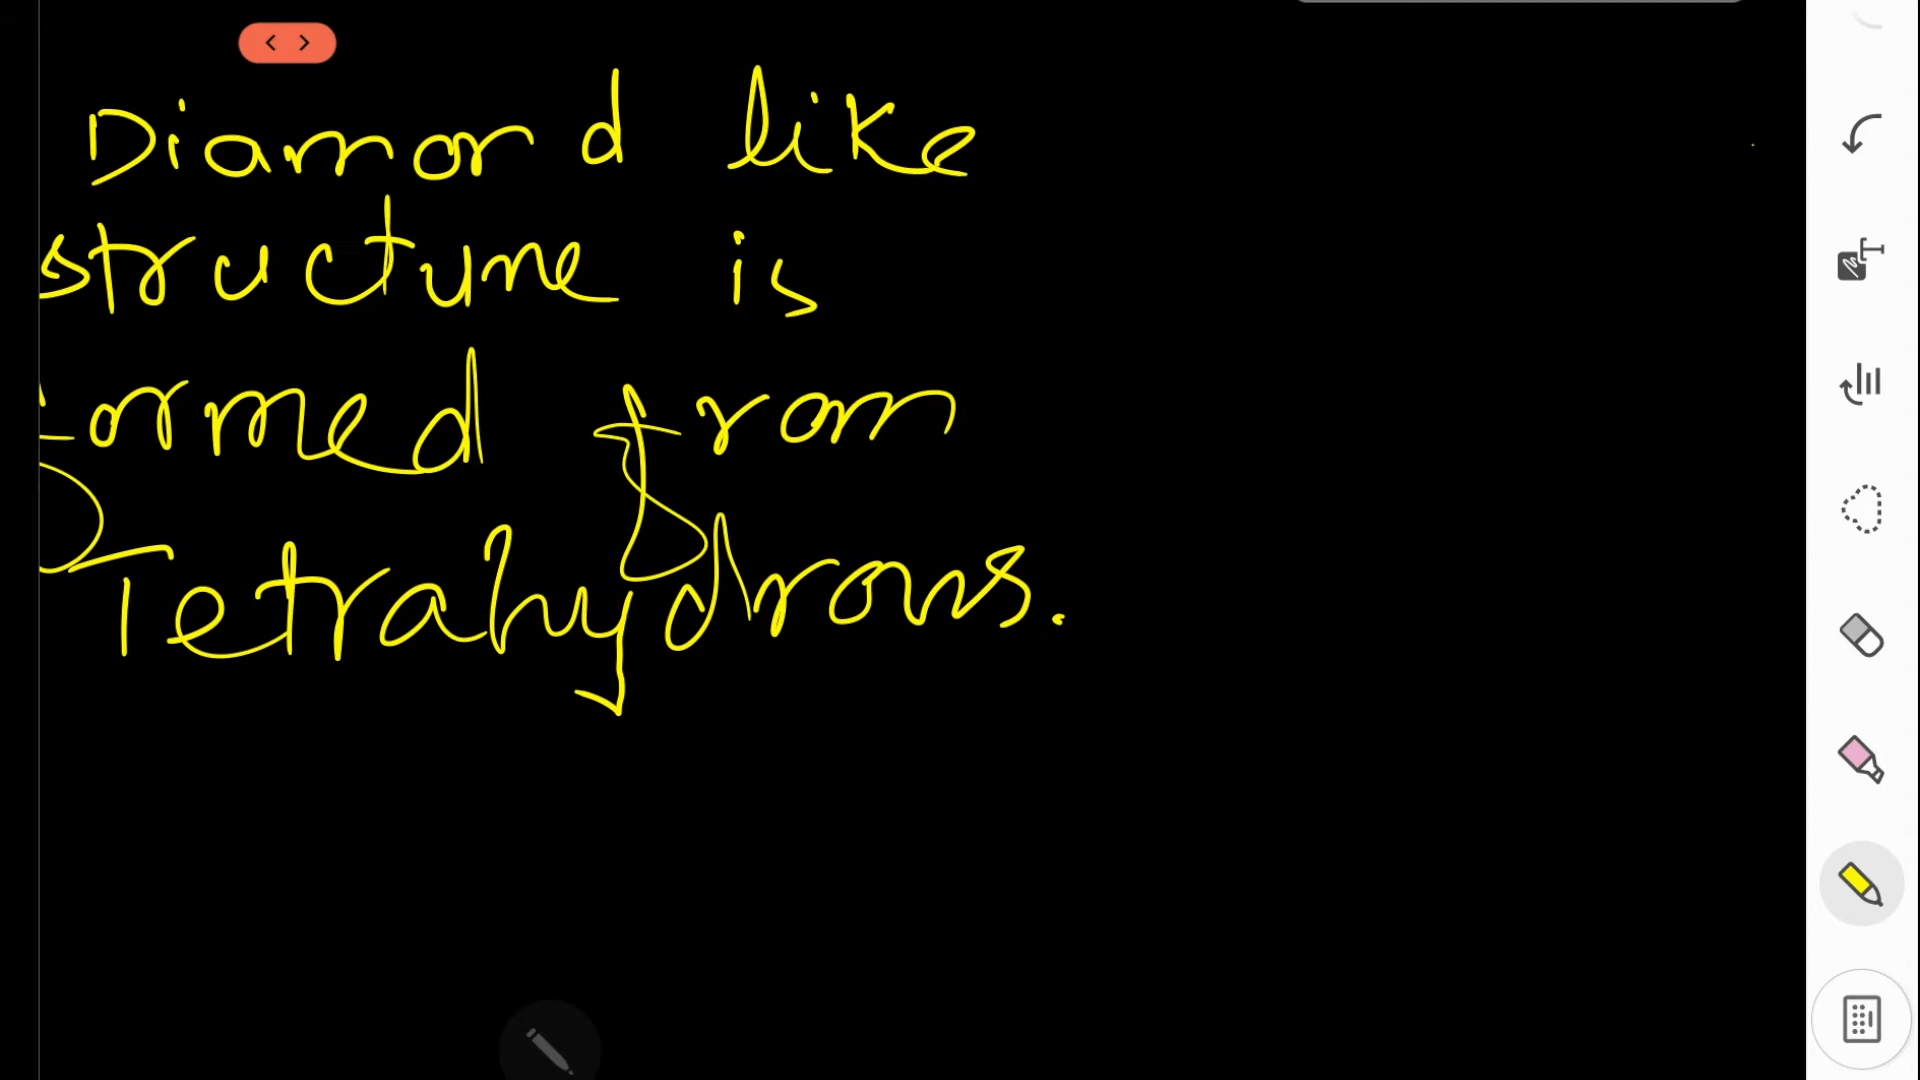 Diamond like
structure is
formed from
Tetrahydrons.